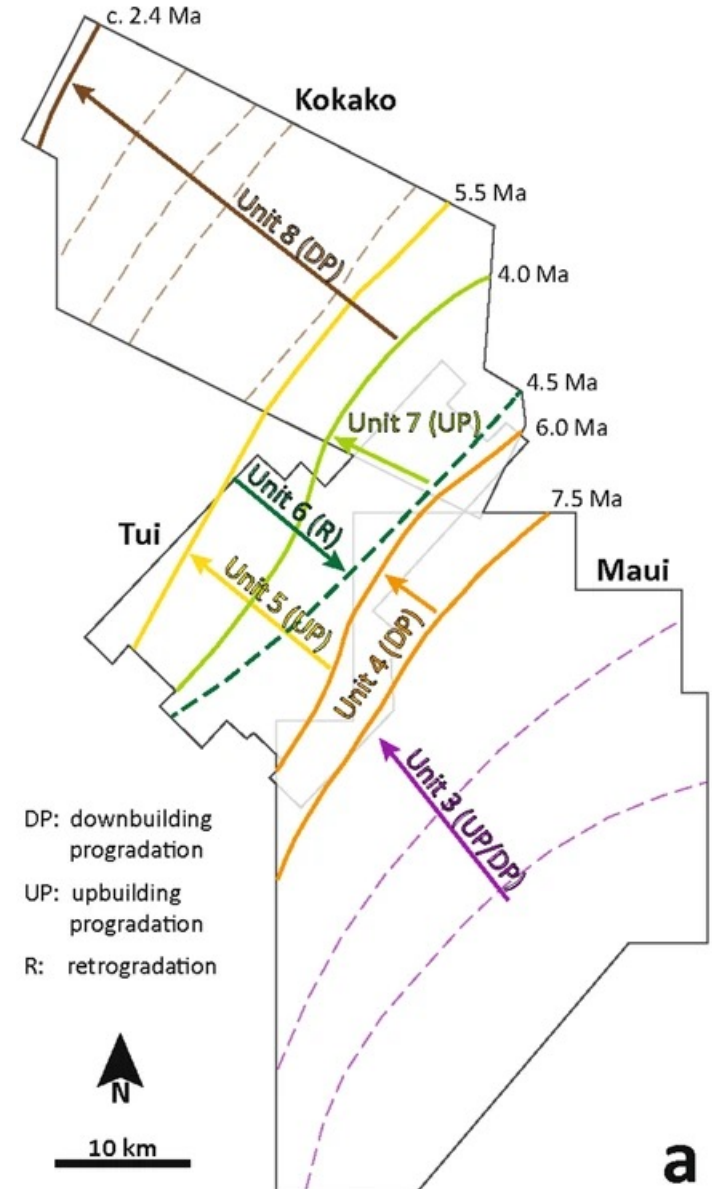 c. 2.4 Ma
Kokako
5.5 Ma
Unit 8 (DP)
4.0 Ma
4.5 Ma
Unit 7 (UP)
6.0 Ma
Unit 6 (R)
7.5 Ma
Tui
Maui
Unit 5 (UP)
Unit 4 (DP)
Unit 3 (UP/DP)
DP: downbuilding
progradation
UP: upbuilding
progradation
R: retrogradation
N
10 km
a